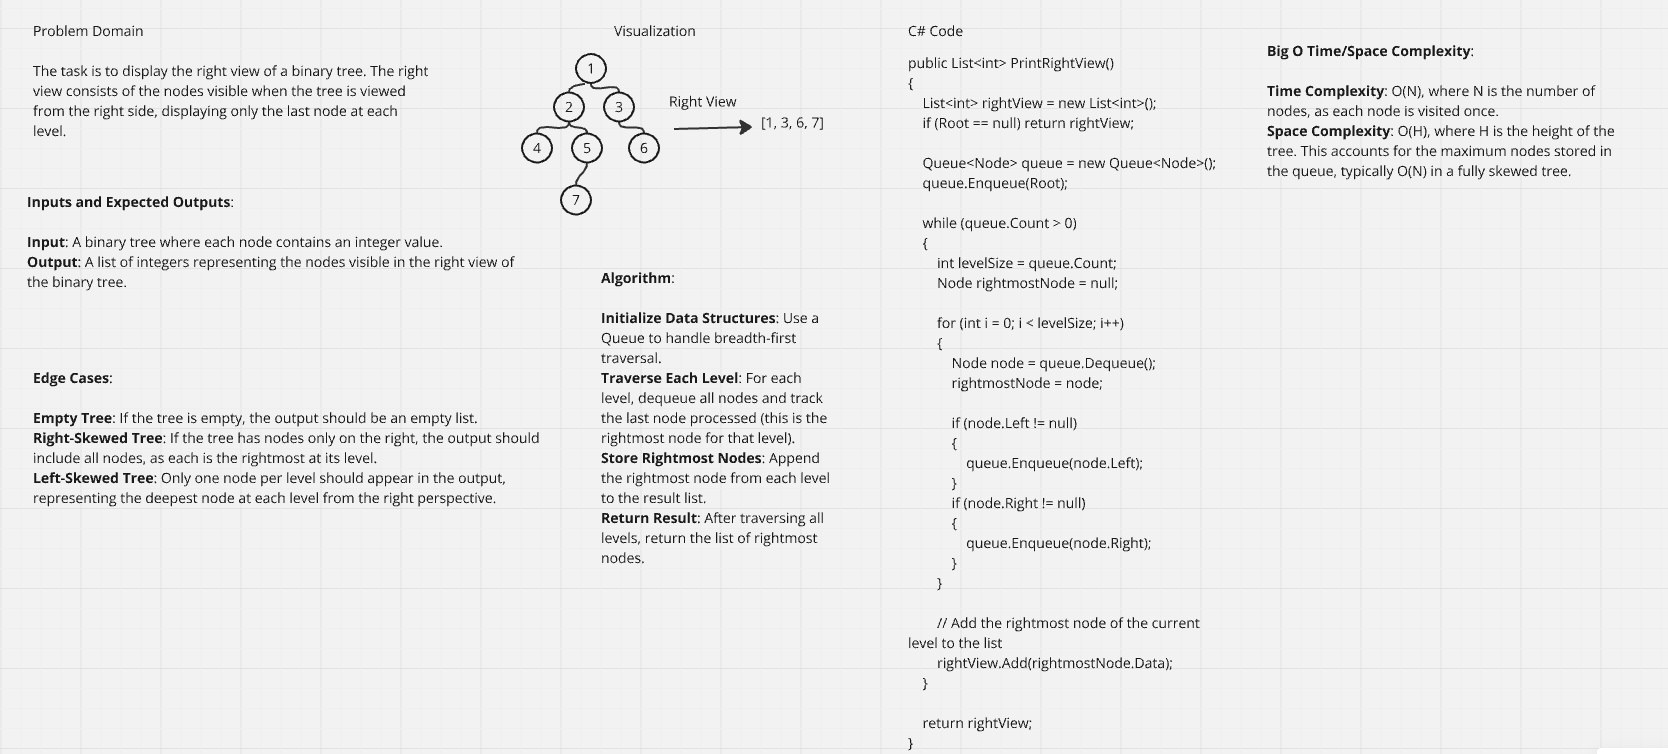 Problem Domain
The task is to display the right view of a binary tree. The right
view consists of the nodes visible when the tree is viewed
from the right side, displaying only the last node at each
level.
Inputs and Expected Outputs:
Input: A binary tree where each node contains an integer value.
Output: A list of integers representing the nodes visible in the right view of
the binary tree.
Edge Cases:
Empty Tree: If the tree is empty, the output should be an empty list.
Right-Skewed Tree: If the tree has nodes only on the right, the output should
include all nodes, as each is the rightmost at its level.
Left-Skewed Tree: Only one node per level should appear in the output,
representing the deepest node at each level from the right perspective.
Visualization
1
2
3
4
5
6
7
Right View
[1, 3, 6, 7]
Algorithm:
Initialize Data Structures: Use a
Queue to handle breadth-first
traversal.
Traverse Each Level: For each
level, dequeue all nodes and track
the last node processed (this is the
rightmost node for that level).
Store Rightmost Nodes: Append
the rightmost node from each level
to the result list.
Return Result: After traversing all
levels, return the list of rightmost
nodes.
C# Code
public List<int> PrintRightView()
{
List<int> rightView = new List<int>();
if (Root == null) return rightView;
Queue<Node> queue = new Queue<Node>();
queue.Enqueue(Root);
while (queue.Count > 0)
{
int levelSize = queue.Count;
Node rightmostNode = null;
for (int i = 0; i < levelSize; i++)
{
Node node = queue.Dequeue();
rightmostNode = node;
if (node.Left != null)
{
queue.Enqueue(node.Left);
}
if (node.Right != null)
{
queue.Enqueue(node.Right);
}
}
// Add the rightmost node of the current
level to the list
rightView.Add(rightmostNode.Data);
}
return rightView;
}
Big O Time/Space Complexity:
Time Complexity: O(N), where N is the number of
nodes, as each node is visited once.
Space Complexity: O(H), where H is the height of the
tree. This accounts for the maximum nodes stored in
the queue, typically O(N) in a fully skewed tree.